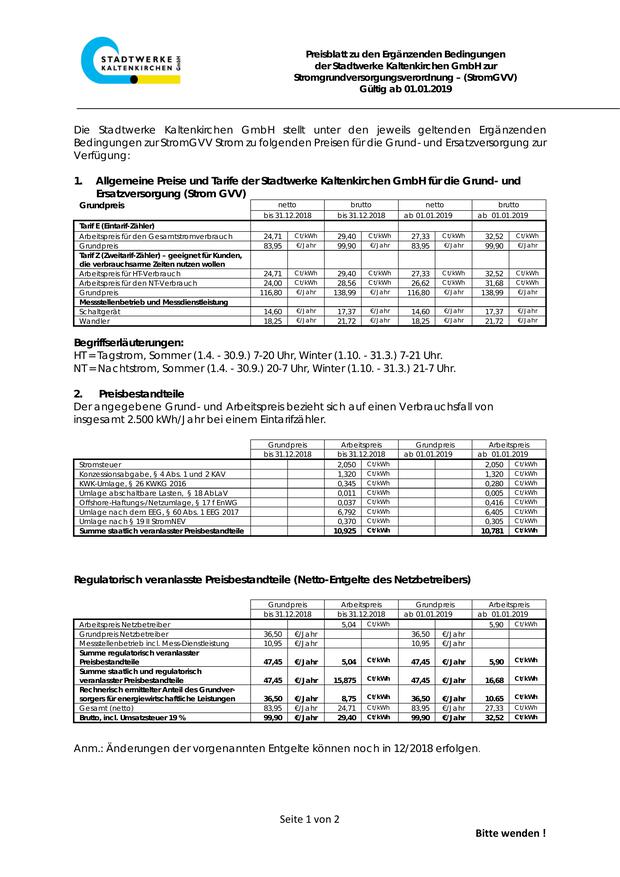 STADTWERKE
KALTENKIRCHEN GmbH
Preisblatt zu den Ergänzenden Bedingungen
der Stadtwerke Kaltenkirchen GmbH zur
Stromgrundversorgungsverordnung – (StromGVV)
Gültig ab 01.01.2019
Die Stadtwerke Kaltenkirchen GmbH stellt unter den jeweils geltenden Ergänzenden
Bedingungen zur StromGVV Strom zu folgenden Preisen für die Grund- und Ersatzversorgung zur
Verfügung:
1. Allgemeine Preise und Tarife der Stadtwerke Kaltenkirchen GmbH für die Grund- und
Ersatzversorgung (Strom GVV)
Grundpreis netto brutto netto brutto
bis 31.12.2018 bis 31.12.2018 ab 01.01.2019 ab 01.01.2019
Tarif E (Eintarif-Zähler)
Arbeitspreis für den Gesamtstromverbrauch 24,71 Ct/kWh 29,40 Ct/kWh 27,33 Ct/kWh 32,52 Ct/kWh
Grundpreis 83,95 €/Jahr 99,90 €/Jahr 83,95 €/Jahr 99,90 €/Jahr
Tarif Z (Zweitarif-Zähler) – geeignet für Kunden,
die verbrauchsarme Zeiten nutzen wollen
Arbeitspreis für HT-Verbrauch 24,71 Ct/kWh 29,40 Ct/kWh 27,33 Ct/kWh 32,52 Ct/kWh
Arbeitspreis für den NT-Verbrauch 24,00 Ct/kWh 28,56 Ct/kWh 26,62 Ct/kWh 31,68 Ct/kWh
Grundpreis 116,80 €/Jahr 138,99 €/Jahr 116,80 €/Jahr 138,99 €/Jahr
Messstellenbetrieb und Messdienstleistung
Schaltgerät 14,60 €/Jahr 17,37 €/Jahr 14,60 €/Jahr 17,37 €/Jahr
Wandler 18,25 €/Jahr 21,72 €/Jahr 18,25 €/Jahr 21,72 €/Jahr
Begriffserläuterungen:
HT = Tagstrom, Sommer (1.4. - 30.9.) 7-20 Uhr, Winter (1.10. - 31.3.) 7-21 Uhr.
NT = Nachtstrom, Sommer (1.4. - 30.9.) 20-7 Uhr, Winter (1.10. - 31.3.) 21-7 Uhr.
2. Preisbestandteile
Der angegebene Grund- und Arbeitspreis bezieht sich auf einen Verbrauchsfall von
insgesamt 2.500 kWh/Jahr bei einem Eintarifzähler.
Grundpreis Arbeitspreis Grundpreis Arbeitspreis
bis 31.12.2018 bis 31.12.2018 ab 01.01.2019 ab 01.01.2019
Stromsteuer 2,050 Ct/kWh 2,050 Ct/kWh
Konzessionsabgabe, § 4 Abs. 1 und 2 KAV 1,320 Ct/kWh 1,320 Ct/kWh
KWK-Umlage, § 26 KWKG 2016 0,345 Ct/kWh 0,280 Ct/kWh
Umlage abschaltbare Lasten, § 18 AbLaV 0,011 Ct/kWh 0,005 Ct/kWh
Offshore-Haftungs-/Netzumlage, § 17 f EnWG 0,037 Ct/kWh 0,416 Ct/kWh
Umlage nach dem EEG, § 60 Abs. 1 EEG 2017 6,792 Ct/kWh 6,405 Ct/kWh
Umlage nach § 19 II StromNEV 0,370 Ct/kWh 0,305 Ct/kWh
Summe staatlich veranlasster Preisbestandteile 10,925 Ct/kWh 10,781 Ct/kWh
Regulatorisch veranlasste Preisbestandteile (Netto-Entgelte des Netzbetreibers)
Grundpreis Arbeitspreis Grundpreis Arbeitspreis
bis 31.12.2018 bis 31.12.2018 ab 01.01.2019 ab 01.01.2019
Arbeitspreis Netzbetreiber 5,04 Ct/kWh 5,90 Ct/kWh
Grundpreis Netzbetreiber 36,50 €/Jahr 36,50 €/Jahr
Messstellenbetrieb incl. Mess-Dienstleistung 10,95 €/Jahr 10,95 €/Jahr
Summe regulatorisch veranlasster
Preisbestandteile 47,45 €/Jahr 5,04 Ct/kWh 47,45 €/Jahr 5,90 Ct/kWh
Summe staatlich und regulatorisch
veranlasster Preisbestandteile 47,45 €/Jahr 15,875 Ct/kWh 47,45 €/Jahr 16,68 Ct/kWh
Rechnerisch ermittelter Anteil des Grundver-
sorgers für energiewirtschaftliche Leistungen 36,50 €/Jahr 8,75 Ct/kWh 36,50 €/Jahr 10.65 Ct/kWh
Gesamt (netto) 83,95 €/Jahr 24,71 Ct/kWh 83,95 €/Jahr 27,33 Ct/kWh
Brutto, incl. Umsatzsteuer 19 % 99,90 €/Jahr 29,40 Ct/kWh 99,90 €/Jahr 32,52 Ct/kWh
Anm.: Änderungen der vorgenannten Entgelte können noch in 12/2018 erfolgen.
Seite 1 von 2
Bitte wenden !